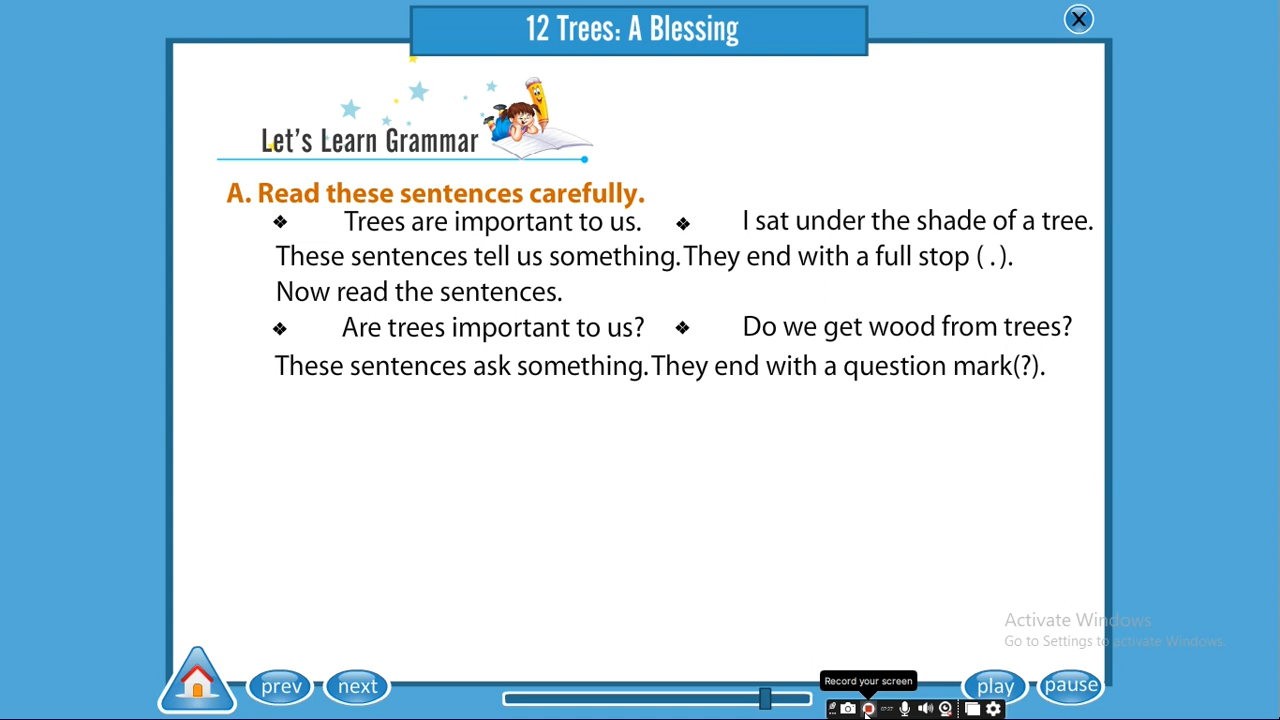 12 Trees: A Blessing
X
Let's Learn Grammar
A. Read these sentences carefully.
❖ Trees are important to us. ❖ I sat under the shade of a tree.
These sentences tell us something. They end with a full stop ( . ).
Now read the sentences.
❖ Are trees important to us? ❖ Do we get wood from trees?
These sentences ask something. They end with a question mark(?).
Activate Windows
Go to Settings to activate Windows.
Record your screen
prev next play pause